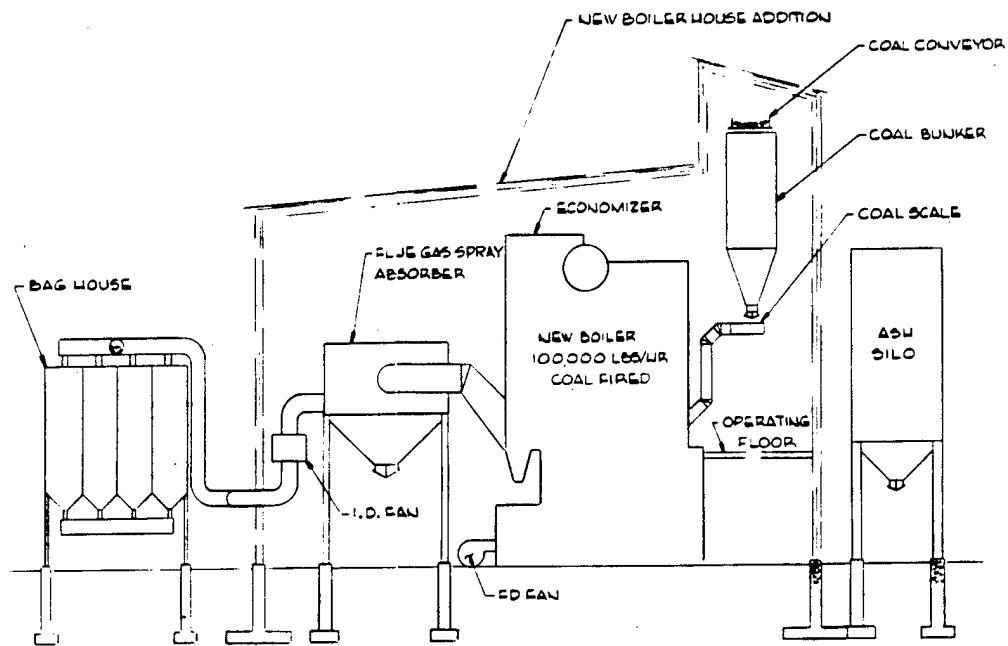 NEW BOILER HOUSE ADDITION
COAL CONVEYOR
COAL BUNKER
COAL SCALE
ECONOMIZER
FLUE GAS SPRAY
ABSORBER
BAG HOUSE
NEW BOILER
100,000 LBS/HR
COAL FIRED
ASH
SILO
OPERATING
FLOOR
I.D. FAN
FD FAN